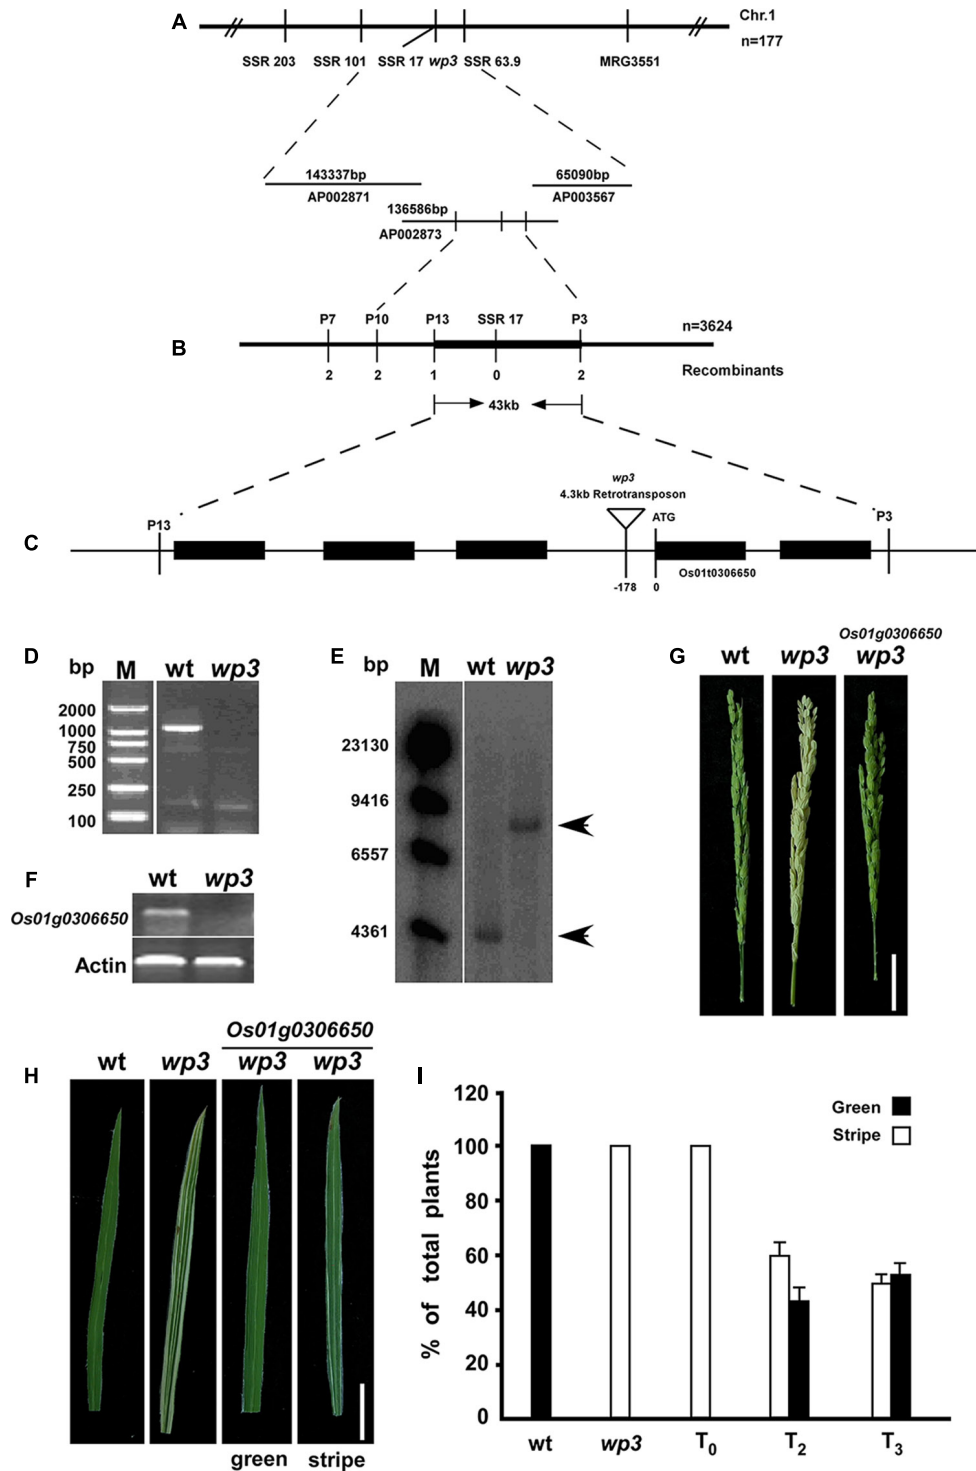 A
Chr.1
n=177
SSR 203 SSR 101 SSR 17 wp3 SSR 63.9 MRG3551
143337bp
AP002871
65090bp
AP003567
136586bp
AP002873
B
P7 P10 P13 SSR 17 P3
n=3624
2 2 1 0 2
Recombinants
43kb
C
wp3
4.3kb Retrotransposon
P13
ATG
P3
Os01t0306650
-178 0
D
bp M wt wp3
2000
1000
750
500
250
100
E
bp M wt wp3
23130
9416
6557
4361
F
wt wp3
Os01g0306650
Actin
G
Os01g0306650
wt wp3 wp3
H
Os01g0306650
wt wp3 wp3 wp3
green stripe
I
% of total plants
120
100
80
60
40
20
0
Green
Stripe
wt wp3 T0 T2 T3